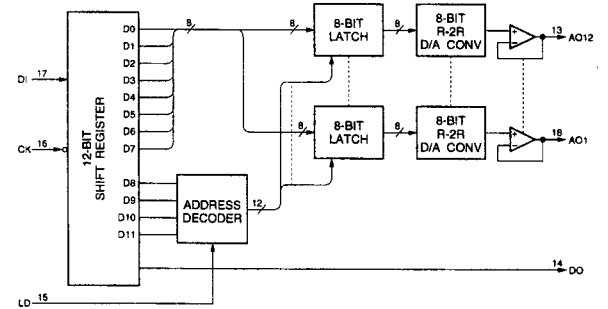 DI 17
CK 16
LD 15
12-BIT
SHIFT REGISTER
D0
D1
D2
D3
D4
D5
D6
D7
D8
D9
D10
D11
8
ADDRESS
DECODER
12
8
8-BIT
LATCH
8
8-BIT
R-2R
D/A CONV
+
−
13 AO12
8
8-BIT
LATCH
8
8-BIT
R-2R
D/A CONV
+
−
18 AO1
14 DO